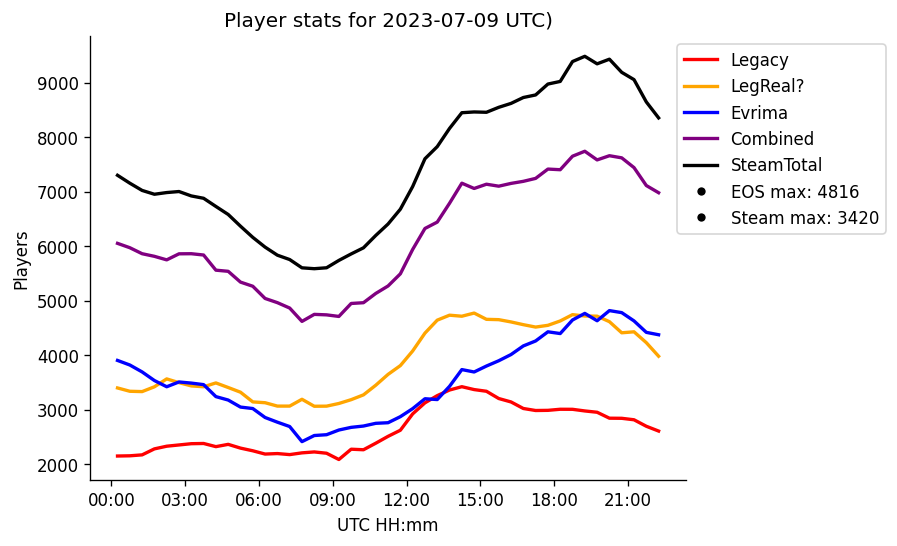 Player stats for 2023-07-09 UTC)
Legacy
LegReal?
Evrima
Combined
SteamTotal
EOS max: 4816
Steam max: 3420
9000
8000
7000
6000
5000
4000
3000
2000
Players
00:00 03:00 06:00 09:00 12:00 15:00 18:00 21:00
UTC HH:mm